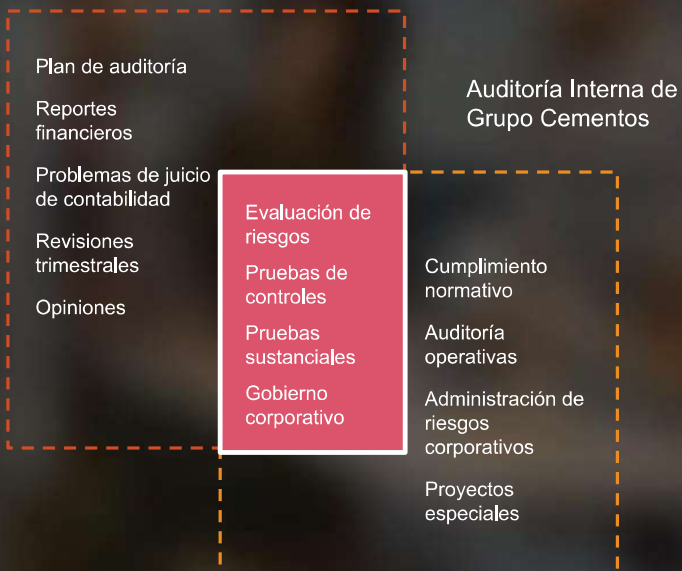 Plan de auditoría
Reportes
financieros
Problemas de juicio
de contabilidad
Revisiones
trimestrales
Opiniones
Auditoría Interna de
Grupo Cementos
Evaluación de
riesgos
Pruebas de
controles
Pruebas
sustanciales
Gobierno
corporativo
Cumplimiento
normativo
Auditoría
operativas
Administración de
riesgos
corporativos
Proyectos
especiales